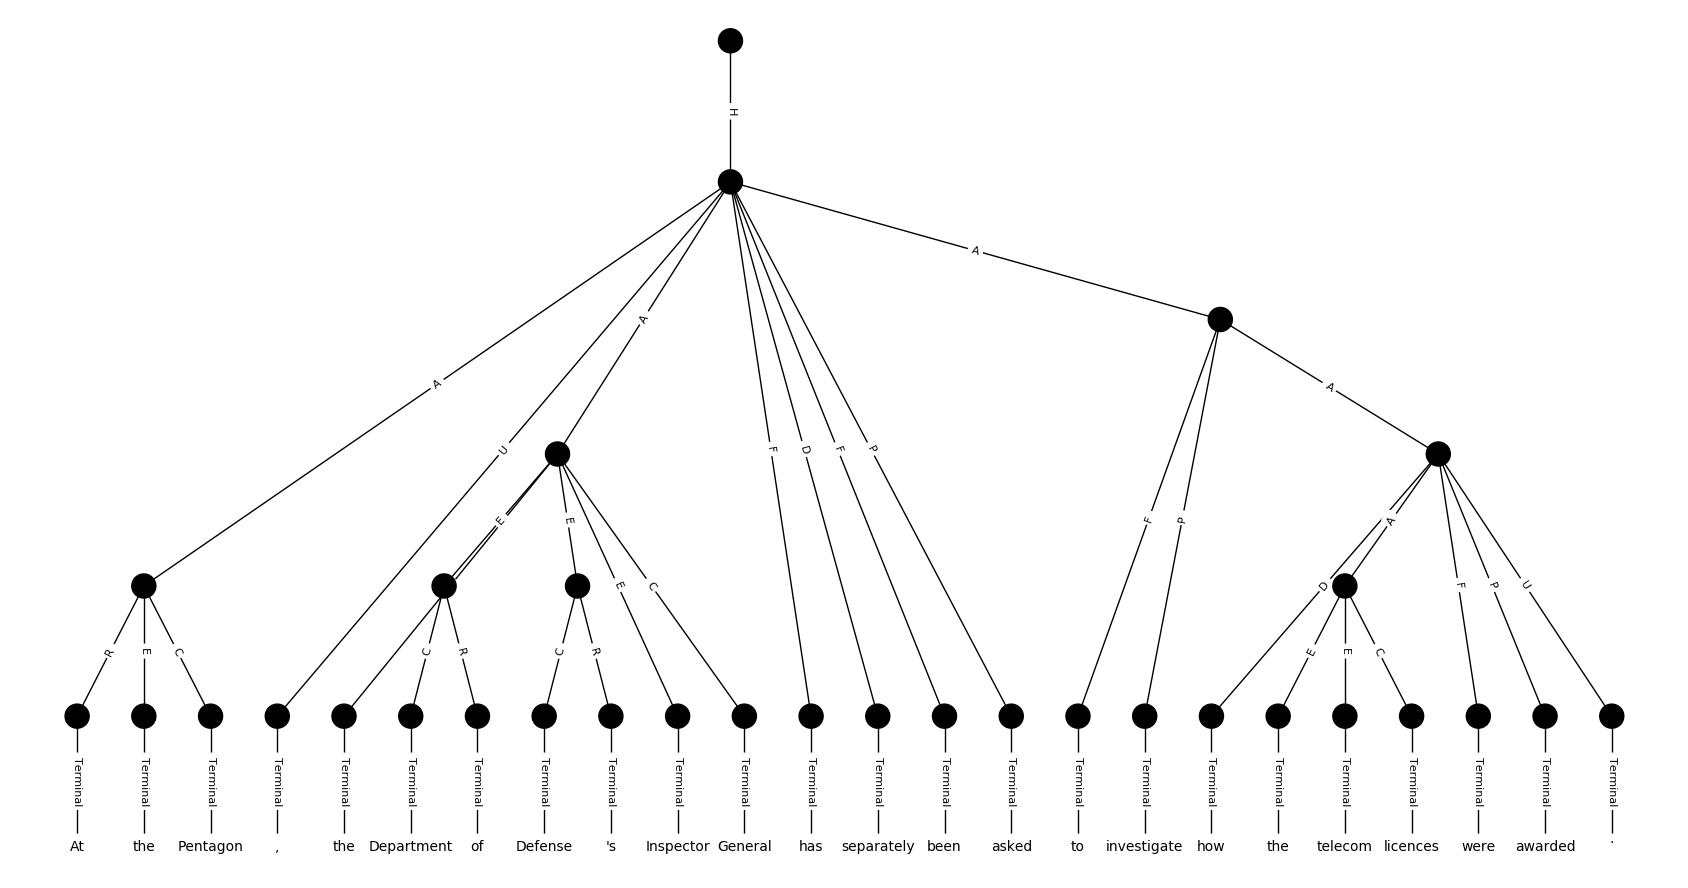 H
A
A
A
A
U
F
D
F
P
E
E
F
P
A
E
C
D
F
P
U
R
E
C
C
R
C
R
E
E
C
Terminal Terminal Terminal Terminal Terminal Terminal Terminal Terminal Terminal Terminal Terminal Terminal Terminal Terminal Terminal Terminal Terminal Terminal Terminal Terminal Terminal Terminal Terminal Terminal
At the Pentagon , the Department of Defense 's Inspector General has separately been asked to investigate how the telecom licences were awarded .